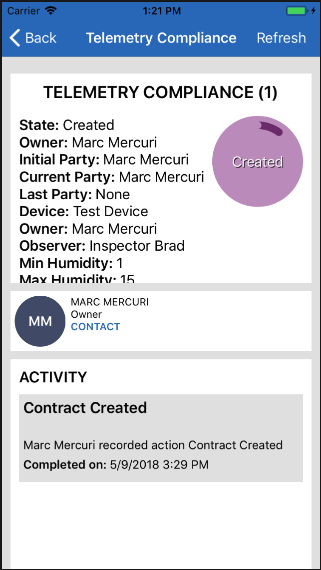 Carrier 1:21 PM
Back Telemetry Compliance Refresh
TELEMETRY COMPLIANCE (1)
State: Created
Owner: Marc Mercuri
Initial Party: Marc Mercuri
Current Party: Marc Mercuri
Last Party: None
Device: Test Device
Owner: Marc Mercuri
Observer: Inspector Brad
Min Humidity: 1
Max Humidity: 15
Created
MM
MARC MERCURI
Owner
CONTACT
ACTIVITY
Contract Created
Marc Mercuri recorded action Contract Created
Completed on: 5/9/2018 3:29 PM